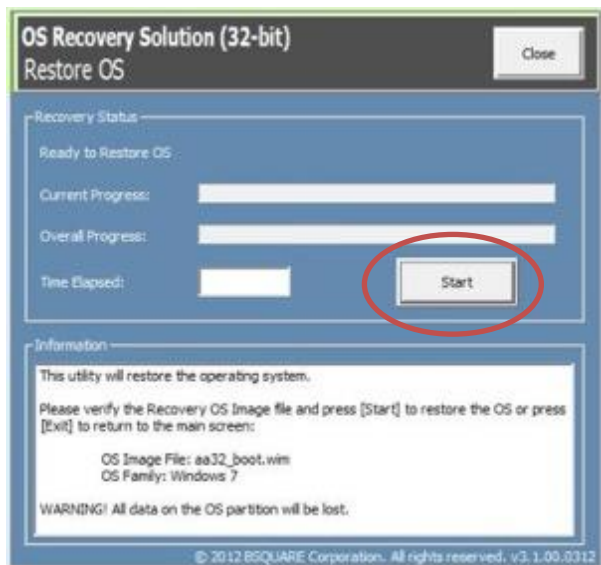 OS Recovery Solution (32-bit)
Restore OS
Close
Recovery Status
Ready to Restore OS
Current Progress:
Overall Progress:
Time Elapsed:
Start
Information
This utility will restore the operating system.
Please verify the Recovery OS Image file and press [Start] to restore the OS or press
[Exit] to return to the main screen:
OS Image File: aa32_boot.wim
OS Family: Windows 7
WARNING! All data on the OS partition will be lost.
© 2012 BSQUARE Corporation. All rights reserved. v3.1.00.0312